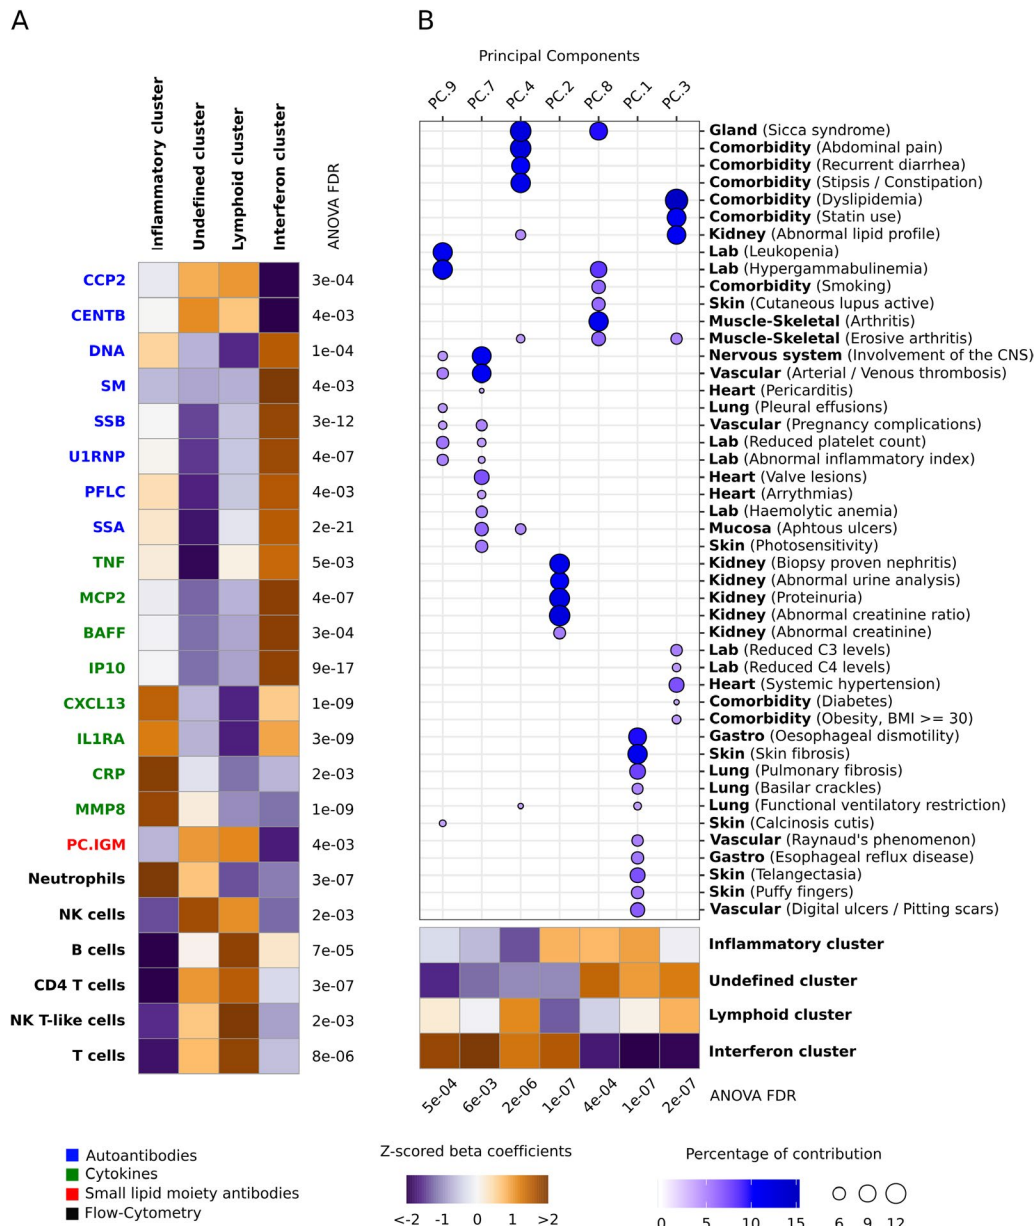 A
B
Principal Components
PC.9 PC.7 PC.4 PC.2 PC.8 PC.1 PC.3
Inflammatory cluster
Undefined cluster
Lymphoid cluster
Interferon cluster
ANOVA FDR
CCP2 3e-04
CENTB 4e-03
DNA 1e-04
SM 4e-03
SSB 3e-12
U1RNP 4e-07
PFLC 4e-03
SSA 2e-21
TNF 5e-03
MCP2 4e-07
BAFF 3e-04
IP10 9e-17
CXCL13 1e-09
IL1RA 3e-09
CRP 2e-03
MMP8 1e-09
PC.IGM 4e-03
Neutrophils 3e-07
NK cells 2e-03
B cells 7e-05
CD4 T cells 3e-07
NK T-like cells 2e-03
T cells 8e-06
Gland (Sicca syndrome)
Comorbidity (Abdominal pain)
Comorbidity (Recurrent diarrhea)
Comorbidity (Stipsis / Constipation)
Comorbidity (Dyslipidemia)
Comorbidity (Statin use)
Kidney (Abnormal lipid profile)
Lab (Leukopenia)
Lab (Hypergammabulinemia)
Comorbidity (Smoking)
Skin (Cutaneous lupus active)
Muscle-Skeletal (Arthritis)
Muscle-Skeletal (Erosive arthritis)
Nervous system (Involvement of the CNS)
Vascular (Arterial / Venous thrombosis)
Heart (Pericarditis)
Lung (Pleural effusions)
Vascular (Pregnancy complications)
Lab (Reduced platelet count)
Lab (Abnormal inflammatory index)
Heart (Valve lesions)
Heart (Arrythmias)
Lab (Haemolytic anemia)
Mucosa (Aphtous ulcers)
Skin (Photosensitivity)
Kidney (Biopsy proven nephritis)
Kidney (Abnormal urine analysis)
Kidney (Proteinuria)
Kidney (Abnormal creatinine ratio)
Kidney (Abnormal creatinine)
Lab (Reduced C3 levels)
Lab (Reduced C4 levels)
Heart (Systemic hypertension)
Comorbidity (Diabetes)
Comorbidity (Obesity, BMI >= 30)
Gastro (Oesophageal dismotility)
Skin (Skin fibrosis)
Lung (Pulmonary fibrosis)
Lung (Basilar crackles)
Lung (Functional ventilatory restriction)
Skin (Calcinosis cutis)
Vascular (Raynaud's phenomenon)
Gastro (Esophageal reflux disease)
Skin (Telangectasia)
Skin (Puffy fingers)
Vascular (Digital ulcers / Pitting scars)
Inflammatory cluster
Undefined cluster
Lymphoid cluster
Interferon cluster
5e-04 6e-03 2e-06 1e-07 4e-04 1e-07 2e-07 ANOVA FDR
Autoantibodies
Cytokines
Small lipid moiety antibodies
Flow-Cytometry
Z-scored beta coefficients
<-2 -1 0 1 >2
Percentage of contribution
0 5 10 15 6 9 12